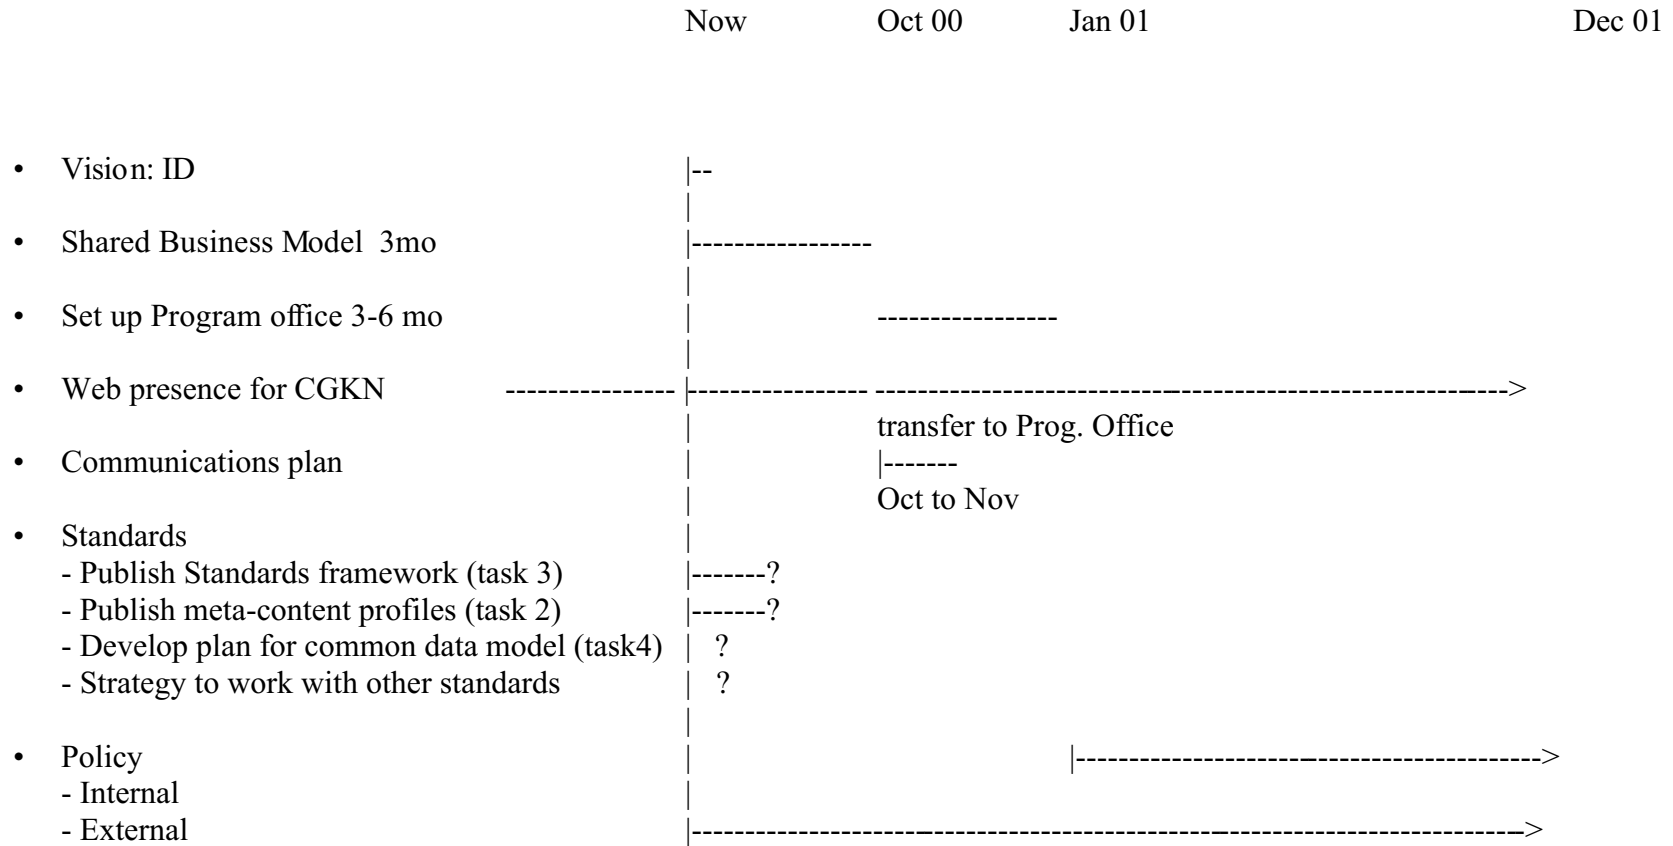 Now Oct 00 Jan 01 Dec 01
• Vision: ID |--
|
• Shared Business Model 3mo |-----------------
|
• Set up Program office 3-6 mo | -----------------
|
• Web presence for CGKN ---------------- |----------------- ------------------------------------------------------------>
| transfer to Prog. Office
• Communications plan | |-------
| Oct to Nov
• Standards |
- Publish Standards framework (task 3) |-------?
- Publish meta-content profiles (task 2) |-------?
- Develop plan for common data model (task4) | ?
- Strategy to work with other standards | ?
|
• Policy | |-------------------------------------------->
- Internal |
- External |------------------------------------------------------------------------------->